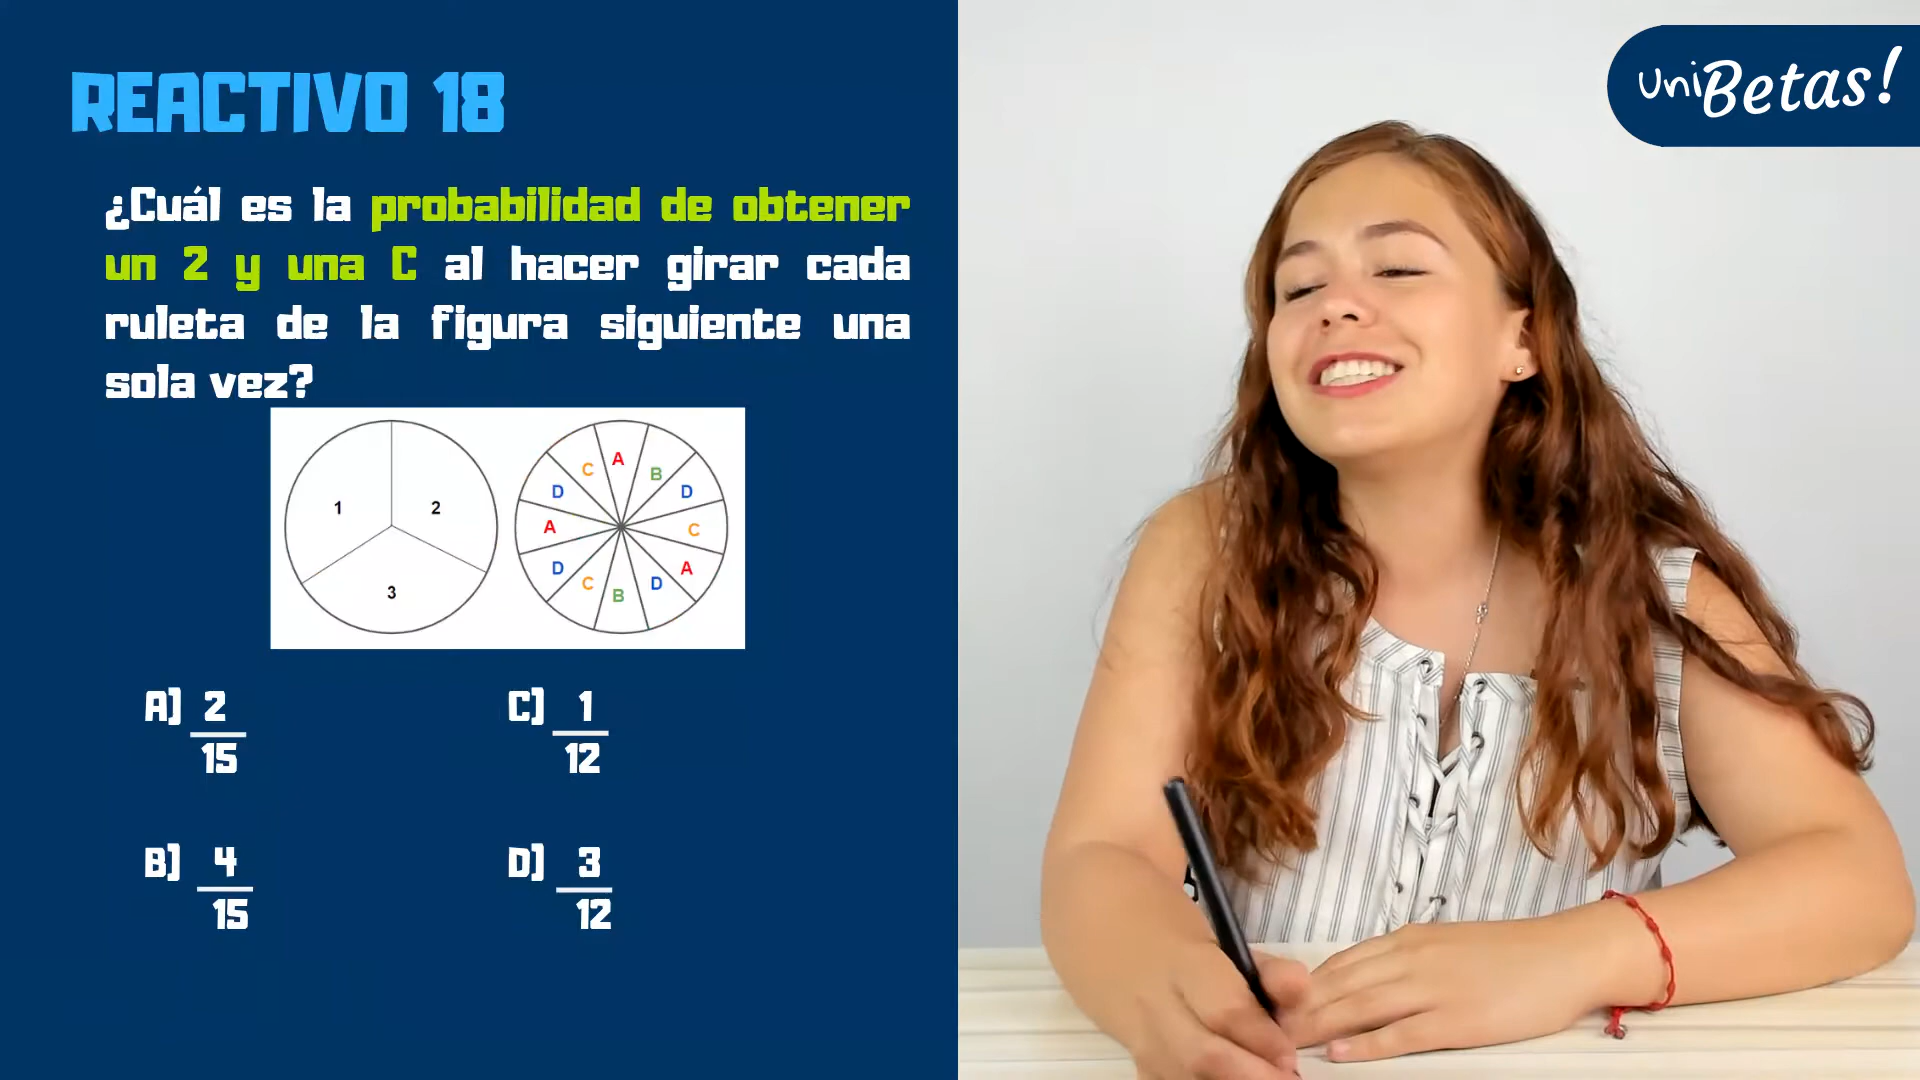 REACTIVO 18
uniBetas!
¿Cuál es la probabilidad de obtener
un 2 y una C al hacer girar cada
ruleta de la figura siguiente una
sola vez?
1
2
3
A
B
D
C
A
D
B
C
D
A
D
C
A] 2
15
B] 4
15
C] 1
12
D] 3
12